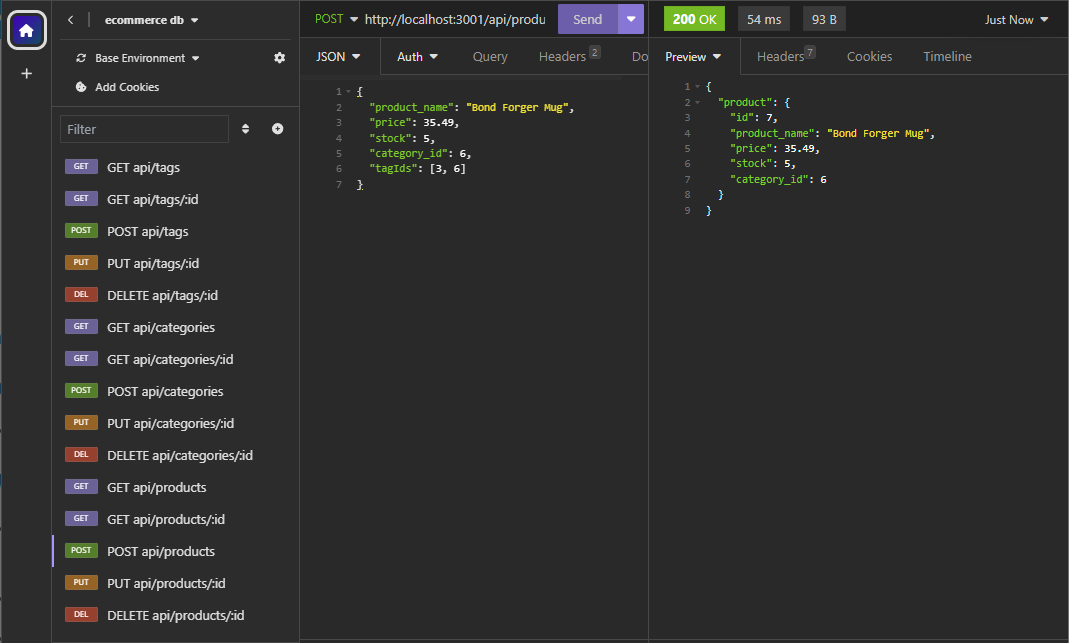 ecommerce db
Base Environment
Add Cookies
Filter
GET GET api/tags
GET GET api/tags/:id
POST POST api/tags
PUT PUT api/tags/:id
DEL DELETE api/tags/:id
GET GET api/categories
GET GET api/categories/:id
POST POST api/categories
PUT PUT api/categories/:id
DEL DELETE api/categories/:id
GET GET api/products
GET GET api/products/:id
POST POST api/products
PUT PUT api/products/:id
DEL DELETE api/products/:id
POST http://localhost:3001/api/produ Send
JSON Auth Query Headers 2 Do
1 {
2 "product_name": "Bond Forger Mug",
3 "price": 35.49,
4 "stock": 5,
5 "category_id": 6,
6 "tagIds": [3, 6]
7 }
200 OK 54 ms 93 B Just Now
Preview Headers 7 Cookies Timeline
1 {
2 "product": {
3 "id": 7,
4 "product_name": "Bond Forger Mug",
5 "price": 35.49,
6 "stock": 5,
7 "category_id": 6
8 }
9 }